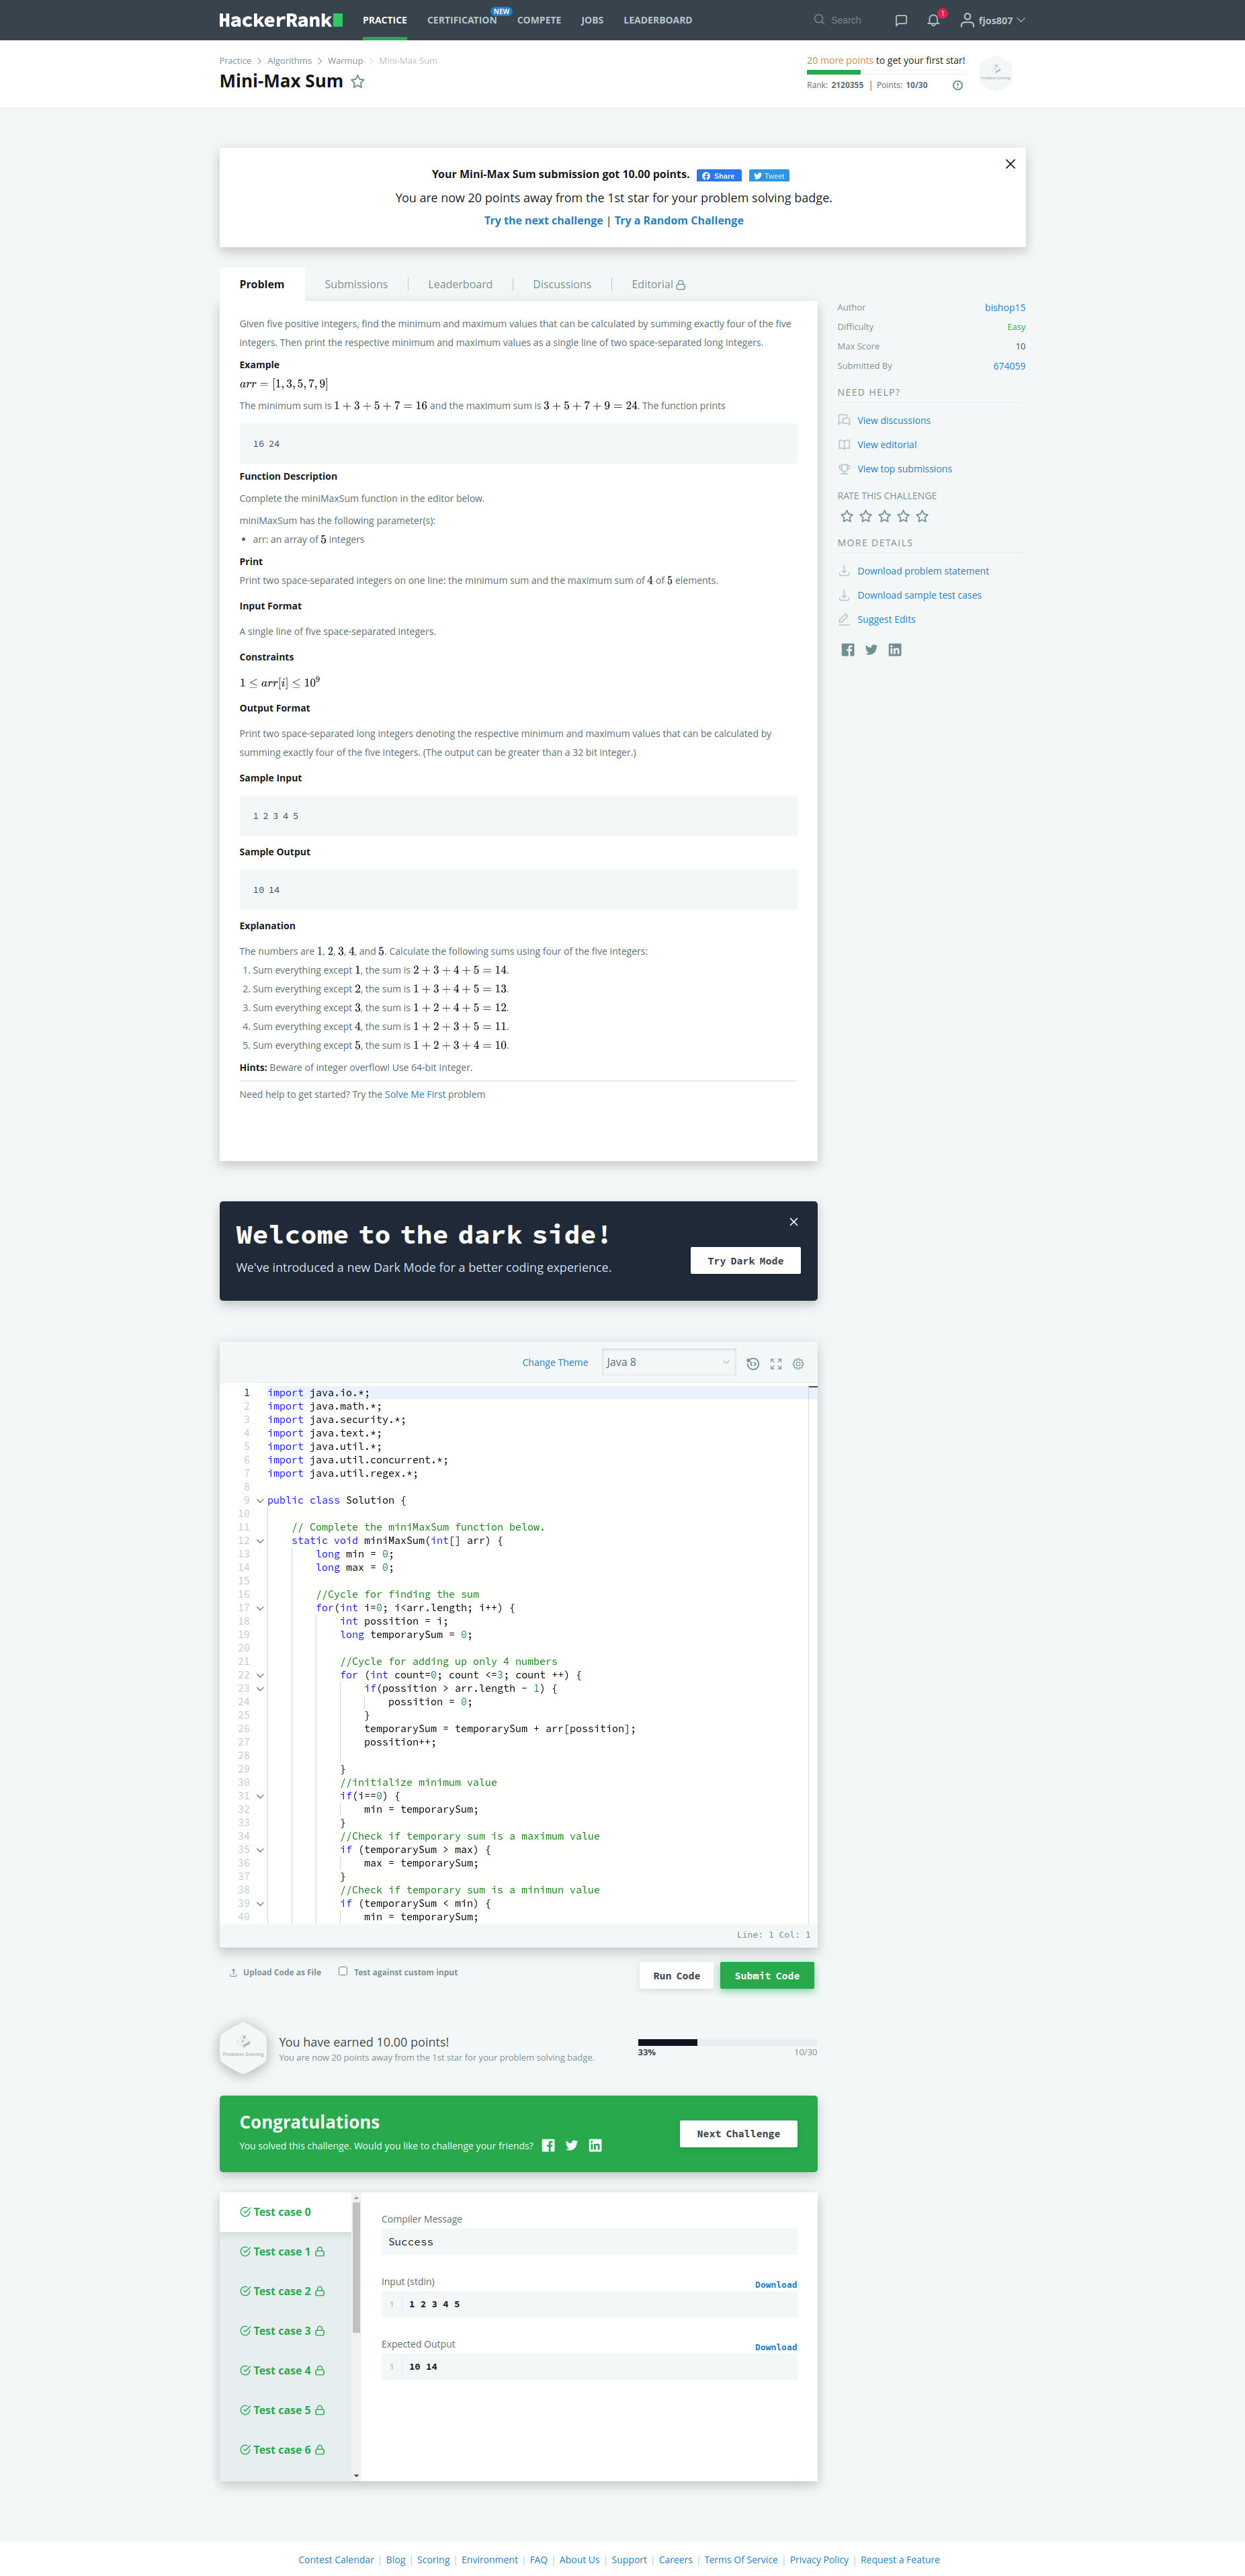 HackerRank
PRACTICE
CERTIFICATION
NEW
COMPETE
JOBS
LEADERBOARD
Search
1
fjos807
Practice > Algorithms > Warmup > Mini-Max Sum
Mini-Max Sum
20 more points to get your first star!
Rank: 2120355 | Points: 10/30
Problem Solving
Your Mini-Max Sum submission got 10.00 points. Share Tweet
You are now 20 points away from the 1st star for your problem solving badge.
Try the next challenge | Try a Random Challenge
Problem
Submissions
Leaderboard
Discussions
Editorial
Given five positive integers, find the minimum and maximum values that can be calculated by summing exactly four of the five
integers. Then print the respective minimum and maximum values as a single line of two space-separated long integers.
Example
arr = [1, 3, 5, 7, 9]
The minimum sum is 1 + 3 + 5 + 7 = 16 and the maximum sum is 3 + 5 + 7 + 9 = 24. The function prints
16 24
Function Description
Complete the miniMaxSum function in the editor below.
miniMaxSum has the following parameter(s):
• arr: an array of 5 integers
Print
Print two space-separated integers on one line: the minimum sum and the maximum sum of 4 of 5 elements.
Input Format
A single line of five space-separated integers.
Constraints
1 ≤ arr[i] ≤ 10⁹
Output Format
Print two space-separated long integers denoting the respective minimum and maximum values that can be calculated by
summing exactly four of the five integers. (The output can be greater than a 32 bit integer.)
Sample Input
1 2 3 4 5
Sample Output
10 14
Explanation
The numbers are 1, 2, 3, 4, and 5. Calculate the following sums using four of the five integers:
1. Sum everything except 1, the sum is 2 + 3 + 4 + 5 = 14.
2. Sum everything except 2, the sum is 1 + 3 + 4 + 5 = 13.
3. Sum everything except 3, the sum is 1 + 2 + 4 + 5 = 12.
4. Sum everything except 4, the sum is 1 + 2 + 3 + 5 = 11.
5. Sum everything except 5, the sum is 1 + 2 + 3 + 4 = 10.
Hints: Beware of integer overflow! Use 64-bit Integer.
Need help to get started? Try the Solve Me First problem
Author bishop15
Difficulty Easy
Max Score 10
Submitted By 674059
NEED HELP?
View discussions
View editorial
View top submissions
RATE THIS CHALLENGE
MORE DETAILS
Download problem statement
Download sample test cases
Suggest Edits
Welcome to the dark side!
We've introduced a new Dark Mode for a better coding experience.
Try Dark Mode
Change Theme
Java 8
1 import java.io.*;
2 import java.math.*;
3 import java.security.*;
4 import java.text.*;
5 import java.util.*;
6 import java.util.concurrent.*;
7 import java.util.regex.*;
8
9 public class Solution {
10
11 // Complete the miniMaxSum function below.
12 static void miniMaxSum(int[] arr) {
13 long min = 0;
14 long max = 0;
15
16 //Cycle for finding the sum
17 for(int i=0; i<arr.length; i++) {
18 int possition = i;
19 long temporarySum = 0;
20
21 //Cycle for adding up only 4 numbers
22 for (int count=0; count <=3; count ++) {
23 if(possition > arr.length - 1) {
24 possition = 0;
25 }
26 temporarySum = temporarySum + arr[possition];
27 possition++;
28
29 }
30 //initialize minimum value
31 if(i==0) {
32 min = temporarySum;
33 }
34 //Check if temporary sum is a maximum value
35 if (temporarySum > max) {
36 max = temporarySum;
37 }
38 //Check if temporary sum is a minimun value
39 if (temporarySum < min) {
40 min = temporarySum;
Line: 1 Col: 1
Upload Code as File
Test against custom input
Run Code
Submit Code
Problem Solving
You have earned 10.00 points!
You are now 20 points away from the 1st star for your problem solving badge.
33% 10/30
Congratulations
You solved this challenge. Would you like to challenge your friends?
Next Challenge
Test case 0
Test case 1
Test case 2
Test case 3
Test case 4
Test case 5
Test case 6
Compiler Message
Success
Input (stdin)
Download
1 1 2 3 4 5
Expected Output
Download
1 10 14
Contest Calendar | Blog | Scoring | Environment | FAQ | About Us | Support | Careers | Terms Of Service | Privacy Policy | Request a Feature